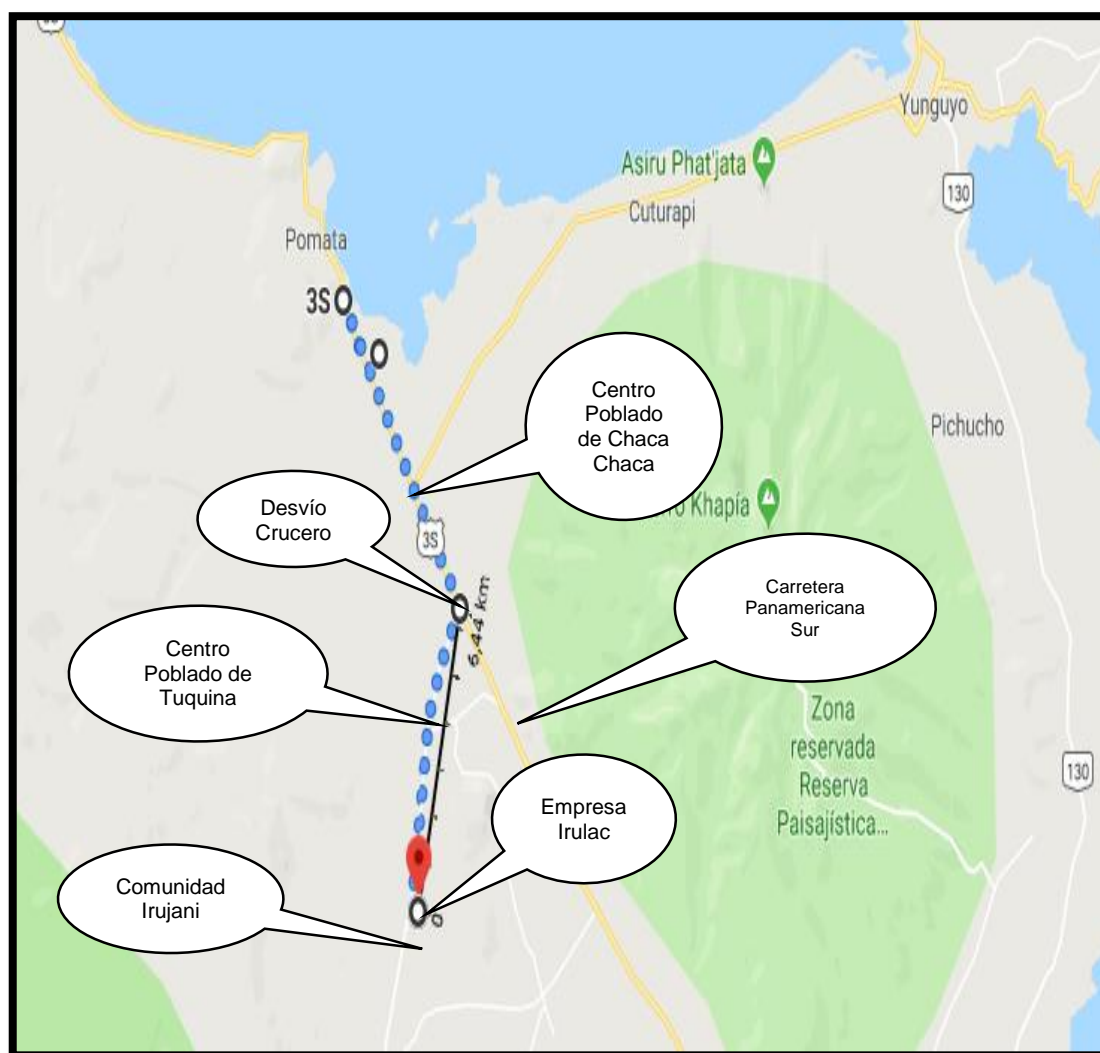 Yunguyo
Asiru Phat'jata
130
Cuturapi
Pomata
3S
Centro
Poblado
de Chaca
Chaca
Pichucho
Desvío
Crucero
Khapía
3S
6,44 km
Carretera
Panamericana
Sur
Centro
Poblado de
Tuquina
Zona
reservada
Reserva
Paisajística...
130
Empresa
Irulac
Comunidad
Irujani
0